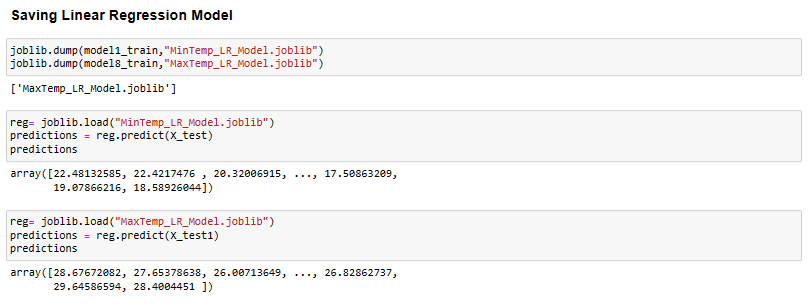 Saving Linear Regression Model
joblib.dump(model1_train,"MinTemp_LR_Model.joblib")
joblib.dump(model8_train,"MaxTemp_LR_Model.joblib")
['MaxTemp_LR_Model.joblib']
reg= joblib.load("MinTemp_LR_Model.joblib")
predictions = reg.predict(X_test)
predictions
array([22.48132585, 22.4217476 , 20.32006915, ..., 17.50863209,
19.07866216, 18.58926044])
reg= joblib.load("MaxTemp_LR_Model.joblib")
predictions = reg.predict(X_test1)
predictions
array([28.67672082, 27.65378638, 26.00713649, ..., 26.82862737,
29.64586594, 28.4004451 ])